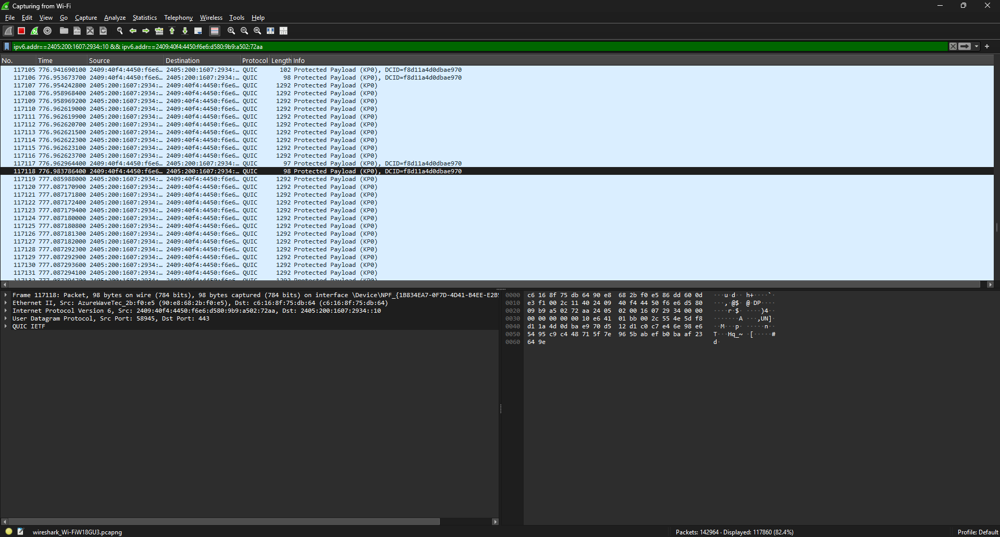 Capturing from Wi-Fi
File Edit View Go Capture Analyze Statistics Telephony Wireless Tools Help
ipv6.addr==2405:200:1607:2934::10 && ipv6.addr==2409:40f4:4450:f6e6:d580:9b9:a502:72aa
No. Time Source Destination Protocol Length Info
117105 776.941690100 2409:40f4:4450:f6e6… 2405:200:1607:2934:… QUIC 102 Protected Payload (KP0), DCID=f8d11a4d0dbae970
117106 776.953673700 2409:40f4:4450:f6e6… 2405:200:1607:2934:… QUIC 98 Protected Payload (KP0), DCID=f8d11a4d0dbae970
117107 776.954242800 2405:200:1607:2934:… 2409:40f4:4450:f6e6… QUIC 1292 Protected Payload (KP0)
117108 776.958968400 2405:200:1607:2934:… 2409:40f4:4450:f6e6… QUIC 1292 Protected Payload (KP0)
117109 776.958969200 2405:200:1607:2934:… 2409:40f4:4450:f6e6… QUIC 1292 Protected Payload (KP0)
117110 776.962619000 2405:200:1607:2934:… 2409:40f4:4450:f6e6… QUIC 1292 Protected Payload (KP0)
117111 776.962619900 2405:200:1607:2934:… 2409:40f4:4450:f6e6… QUIC 1292 Protected Payload (KP0)
117112 776.962620700 2405:200:1607:2934:… 2409:40f4:4450:f6e6… QUIC 1292 Protected Payload (KP0)
117113 776.962621500 2405:200:1607:2934:… 2409:40f4:4450:f6e6… QUIC 1292 Protected Payload (KP0)
117114 776.962622300 2405:200:1607:2934:… 2409:40f4:4450:f6e6… QUIC 1292 Protected Payload (KP0)
117115 776.962623100 2405:200:1607:2934:… 2409:40f4:4450:f6e6… QUIC 1292 Protected Payload (KP0)
117116 776.962623700 2405:200:1607:2934:… 2409:40f4:4450:f6e6… QUIC 1292 Protected Payload (KP0)
117117 776.962964400 2409:40f4:4450:f6e6… 2405:200:1607:2934:… QUIC 97 Protected Payload (KP0), DCID=f8d11a4d0dbae970
117118 776.983786400 2409:40f4:4450:f6e6… 2405:200:1607:2934:… QUIC 98 Protected Payload (KP0), DCID=f8d11a4d0dbae970
117119 777.085988000 2405:200:1607:2934:… 2409:40f4:4450:f6e6… QUIC 1292 Protected Payload (KP0)
117120 777.087170900 2405:200:1607:2934:… 2409:40f4:4450:f6e6… QUIC 1292 Protected Payload (KP0)
117121 777.087171800 2405:200:1607:2934:… 2409:40f4:4450:f6e6… QUIC 1292 Protected Payload (KP0)
117122 777.087172400 2405:200:1607:2934:… 2409:40f4:4450:f6e6… QUIC 1292 Protected Payload (KP0)
117123 777.087179400 2405:200:1607:2934:… 2409:40f4:4450:f6e6… QUIC 1292 Protected Payload (KP0)
117124 777.087180000 2405:200:1607:2934:… 2409:40f4:4450:f6e6… QUIC 1292 Protected Payload (KP0)
117125 777.087180800 2405:200:1607:2934:… 2409:40f4:4450:f6e6… QUIC 1292 Protected Payload (KP0)
117126 777.087181300 2405:200:1607:2934:… 2409:40f4:4450:f6e6… QUIC 1292 Protected Payload (KP0)
117127 777.087182000 2405:200:1607:2934:… 2409:40f4:4450:f6e6… QUIC 1292 Protected Payload (KP0)
117128 777.087292300 2405:200:1607:2934:… 2409:40f4:4450:f6e6… QUIC 1292 Protected Payload (KP0)
117129 777.087292900 2405:200:1607:2934:… 2409:40f4:4450:f6e6… QUIC 1292 Protected Payload (KP0)
117130 777.087293600 2405:200:1607:2934:… 2409:40f4:4450:f6e6… QUIC 1292 Protected Payload (KP0)
117131 777.087294100 2405:200:1607:2934:… 2409:40f4:4450:f6e6… QUIC 1292 Protected Payload (KP0)
117132 777.087294700 2405:200:1607:2934:… 2409:40f4:4450:f6e6… QUIC 1292 Protected Payload (KP0)
Frame 117118: Packet, 98 bytes on wire (784 bits), 98 bytes captured (784 bits) on interface \Device\NPF_{1B834EA7-0F7D-4D41-B4EE-E2B
Ethernet II, Src: AzureWaveTec_2b:f0:e5 (90:e8:68:2b:f0:e5), Dst: c6:16:8f:75:db:64 (c6:16:8f:75:db:64)
Internet Protocol Version 6, Src: 2409:40f4:4450:f6e6:d580:9b9:a502:72aa, Dst: 2405:200:1607:2934::10
User Datagram Protocol, Src Port: 58945, Dst Port: 443
QUIC IETF
0000 c6 16 8f 75 db 64 90 e8 68 2b f0 e5 86 dd 60 0d ···u·d·· h+····`·
0010 e3 f1 00 2c 11 40 24 09 40 f4 44 50 f6 e6 d5 80 ···,·@$· @·DP····
0020 09 b9 a5 02 72 aa 24 05 02 00 16 07 29 34 00 00 ····r·$· ····)4··
0030 00 00 00 00 00 10 e6 41 01 bb 00 2c 55 4e 5d f8 ·······A ···,UN]·
0040 d1 1a 4d 0d ba e9 70 d5 12 d1 c0 c7 e4 6e 98 e6 ··M···p· ·····n··
0050 54 95 c9 c4 48 71 5f 7e 96 5b ab ef b0 ba af 23 T···Hq_~ ·[·····#
0060 64 9e d·
wireshark_Wi-FiW18GU3.pcapng
Packets: 142964 · Displayed: 117860 (82.4%)
Profile: Default